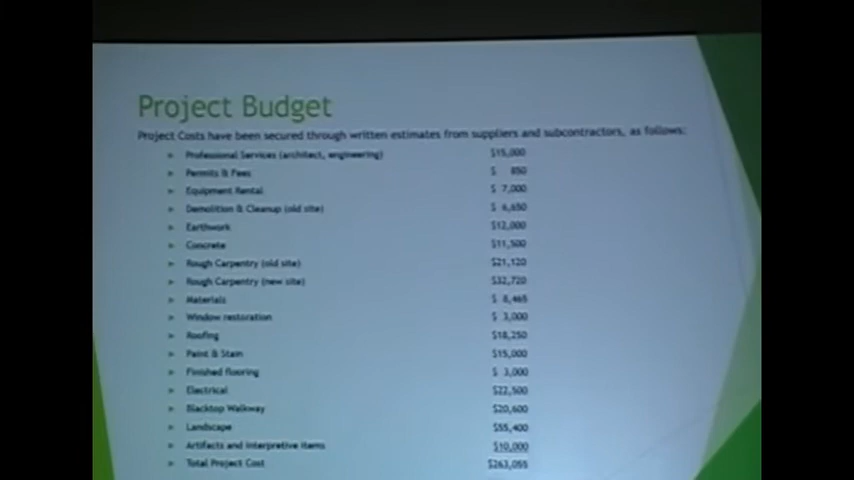 Project Budget
Project Costs have been secured through written estimates from suppliers and subcontractors, as follows:
Professional Services (architect, engineering) $15,000
Permits & Fees $ 850
Equipment Rental $ 7,000
Demolition & Cleanup (old site) $ 6,650
Earthwork $12,000
Concrete $11,500
Rough Carpentry (old site) $21,120
Rough Carpentry (new site) $32,720
Materials $ 8,465
Window restoration $ 3,000
Roofing $18,250
Paint & Stain $15,000
Finished flooring $ 3,000
Electrical $22,500
Blacktop Walkway $20,600
Landscape $55,400
Artifacts and interpretive items $10,000
Total Project Cost $263,055